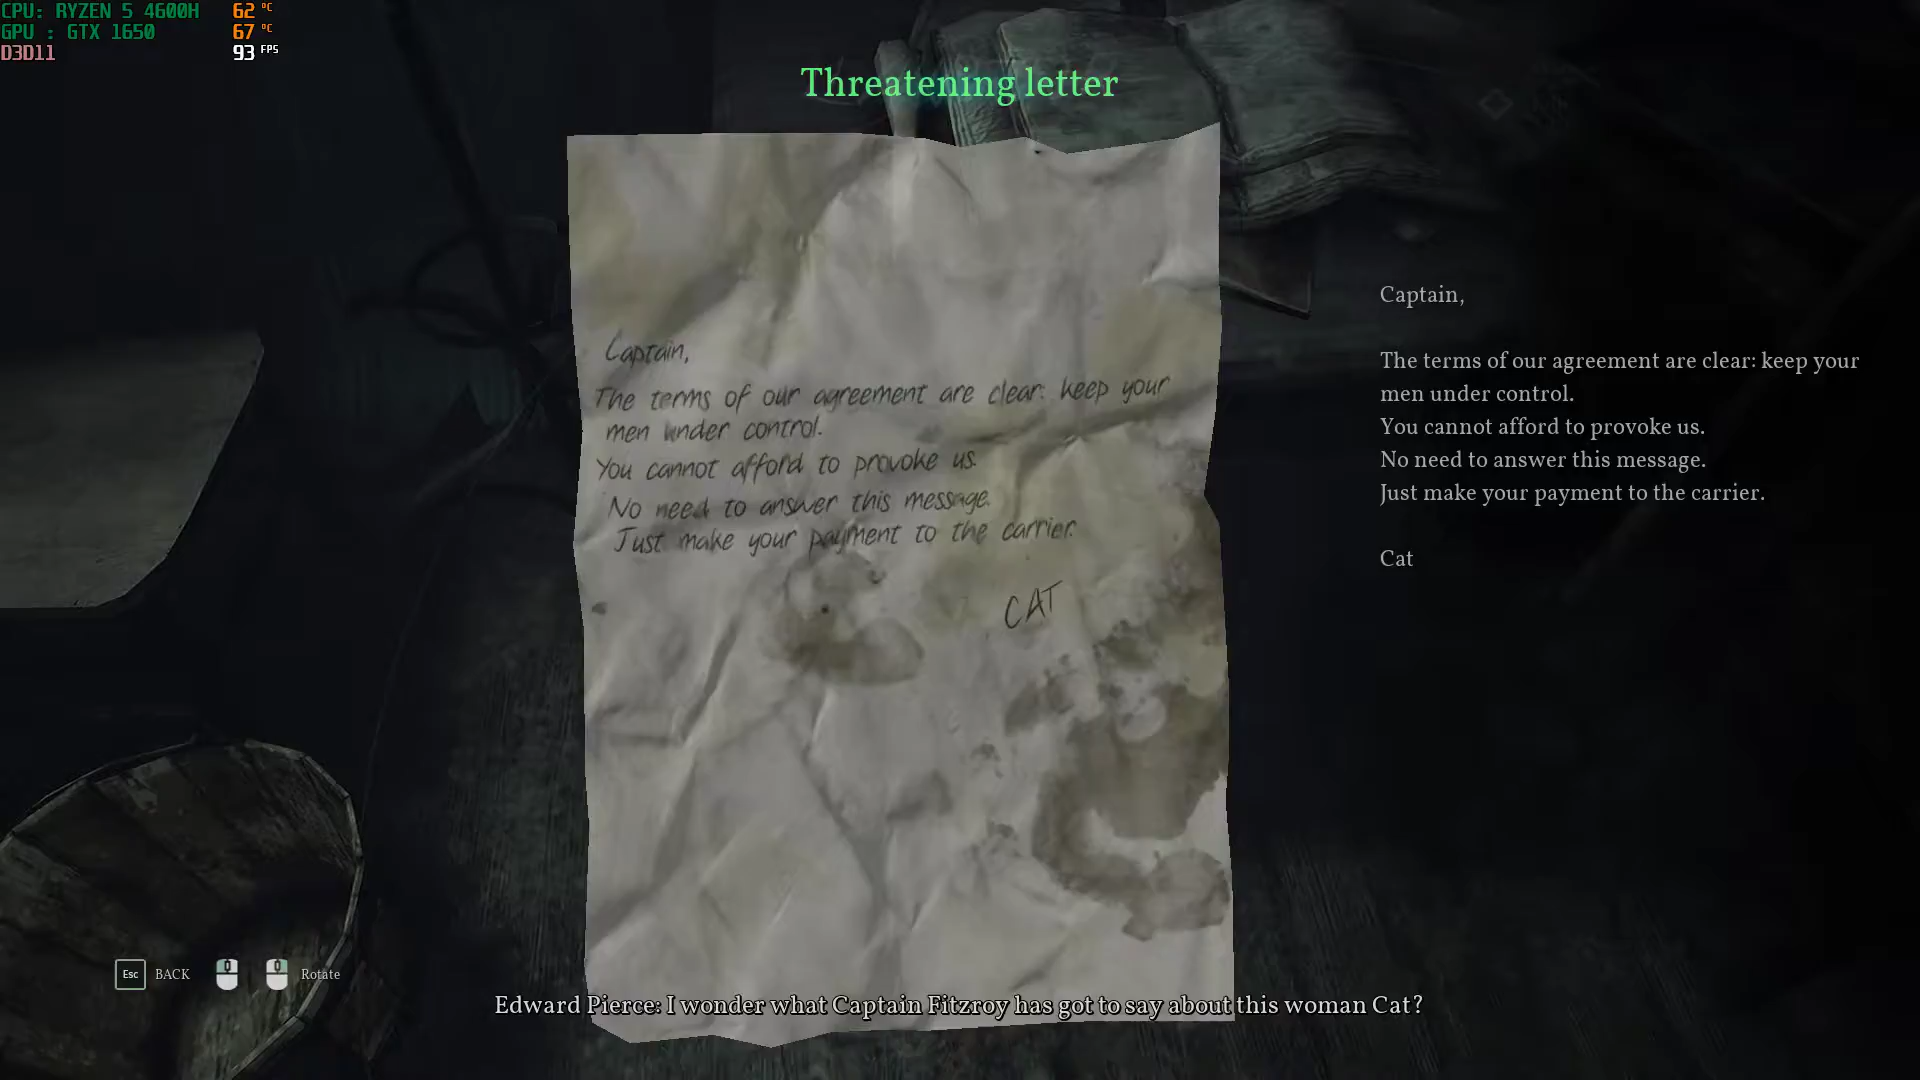 CPU: RYZEN 5 4600H 62 °C
GPU : GTX 1650 67 °C
D3D11 93 FPS
Threatening letter
Captain,
The terms of our agreement are clear: keep your
men under control.
You cannot afford to provoke us.
No need to answer this message.
Just make your payment to the carrier.
CAT
Captain,
The terms of our agreement are clear: keep your
men under control.
You cannot afford to provoke us.
No need to answer this message.
Just make your payment to the carrier.
Cat
Esc BACK Rotate
Edward Pierce: I wonder what Captain Fitzroy has got to say about this woman Cat?